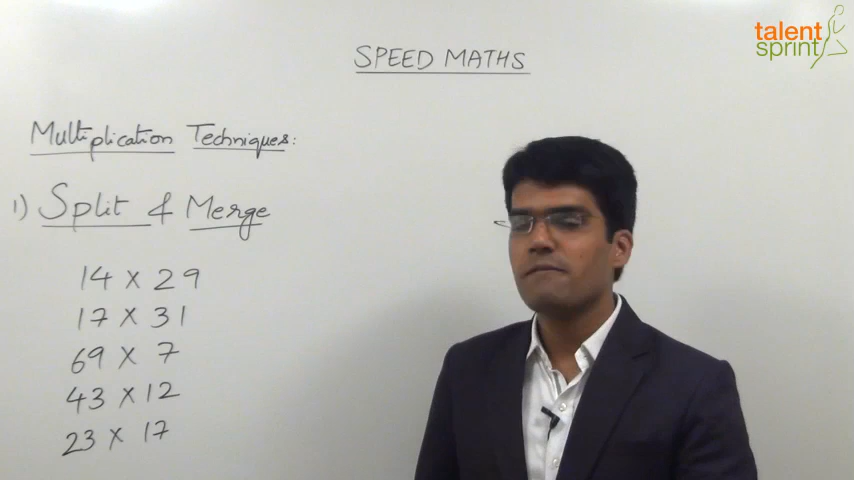 talent
sprint
SPEED MATHS
Multiplication Techniques:
1) Split & Merge
14 x 29
17 x 31
69 x 7
43 x 12
23 x 17